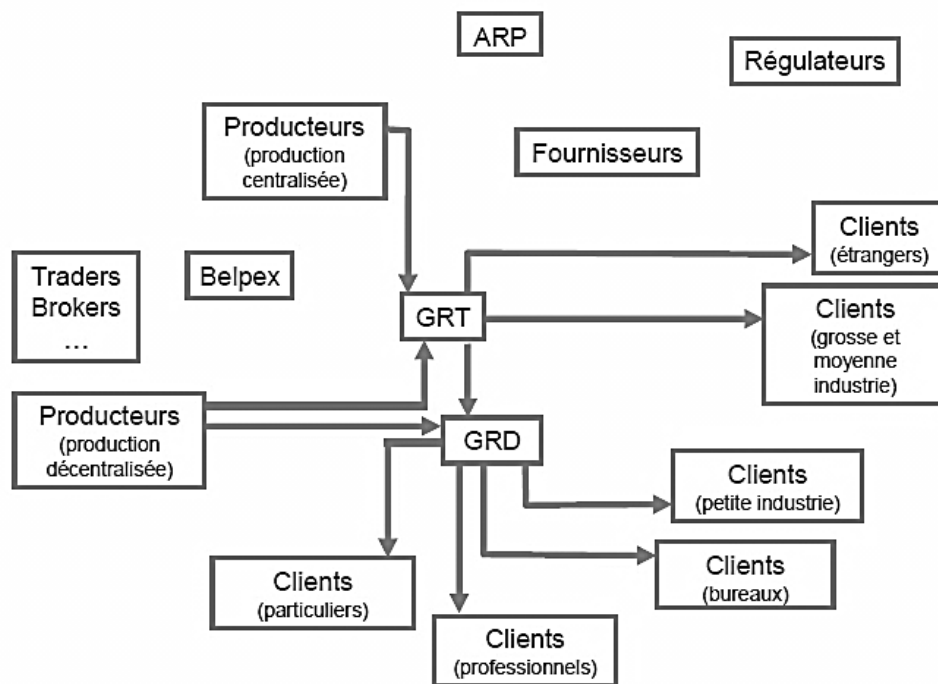 ARP
Régulateurs
Producteurs
(production
centralisée)
Fournisseurs
Clients
(étrangers)
Traders
Brokers
...
Belpex
GRT
Clients
(grosse et
moyenne
industrie)
Producteurs
(production
décentralisée)
GRD
Clients
(petite industrie)
Clients
(bureaux)
Clients
(particuliers)
Clients
(professionnels)